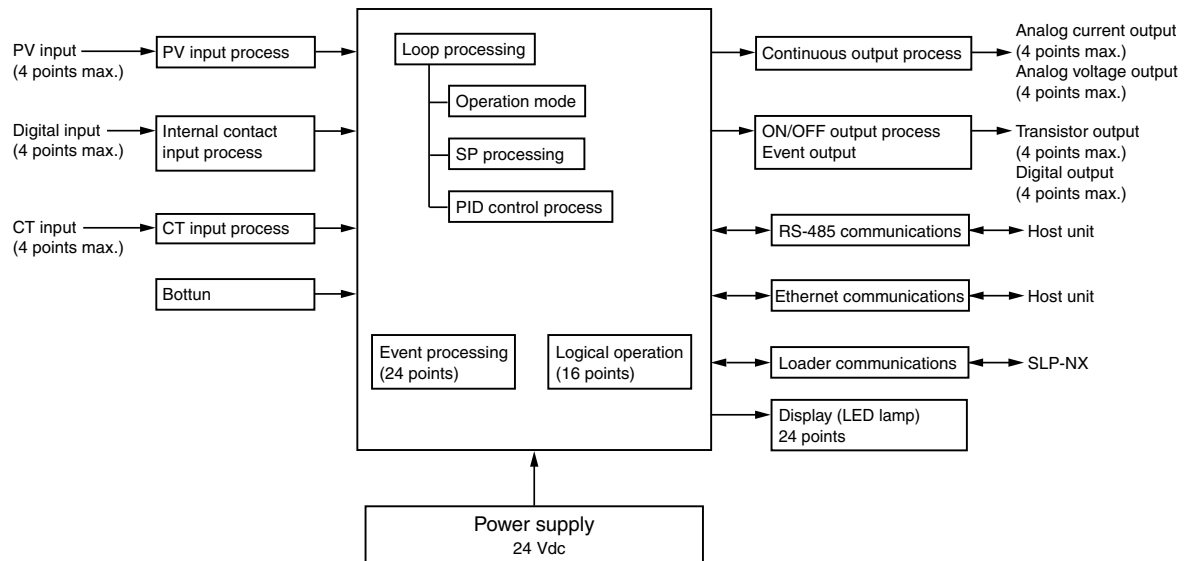 PV input
(4 points max.)
PV input process
Digital input
(4 points max.)
Internal contact
input process
CT input
(4 points max.)
CT input process
Bottun
Loop processing
Operation mode
SP processing
PID control process
Event processing
(24 points)
Logical operation
(16 points)
Continuous output process
Analog current output
(4 points max.)
Analog voltage output
(4 points max.)
ON/OFF output process
Event output
Transistor output
(4 points max.)
Digital output
(4 points max.)
RS-485 communications
Host unit
Ethernet communications
Host unit
Loader communications
SLP-NX
Display (LED lamp)
24 points
Power supply
24 Vdc